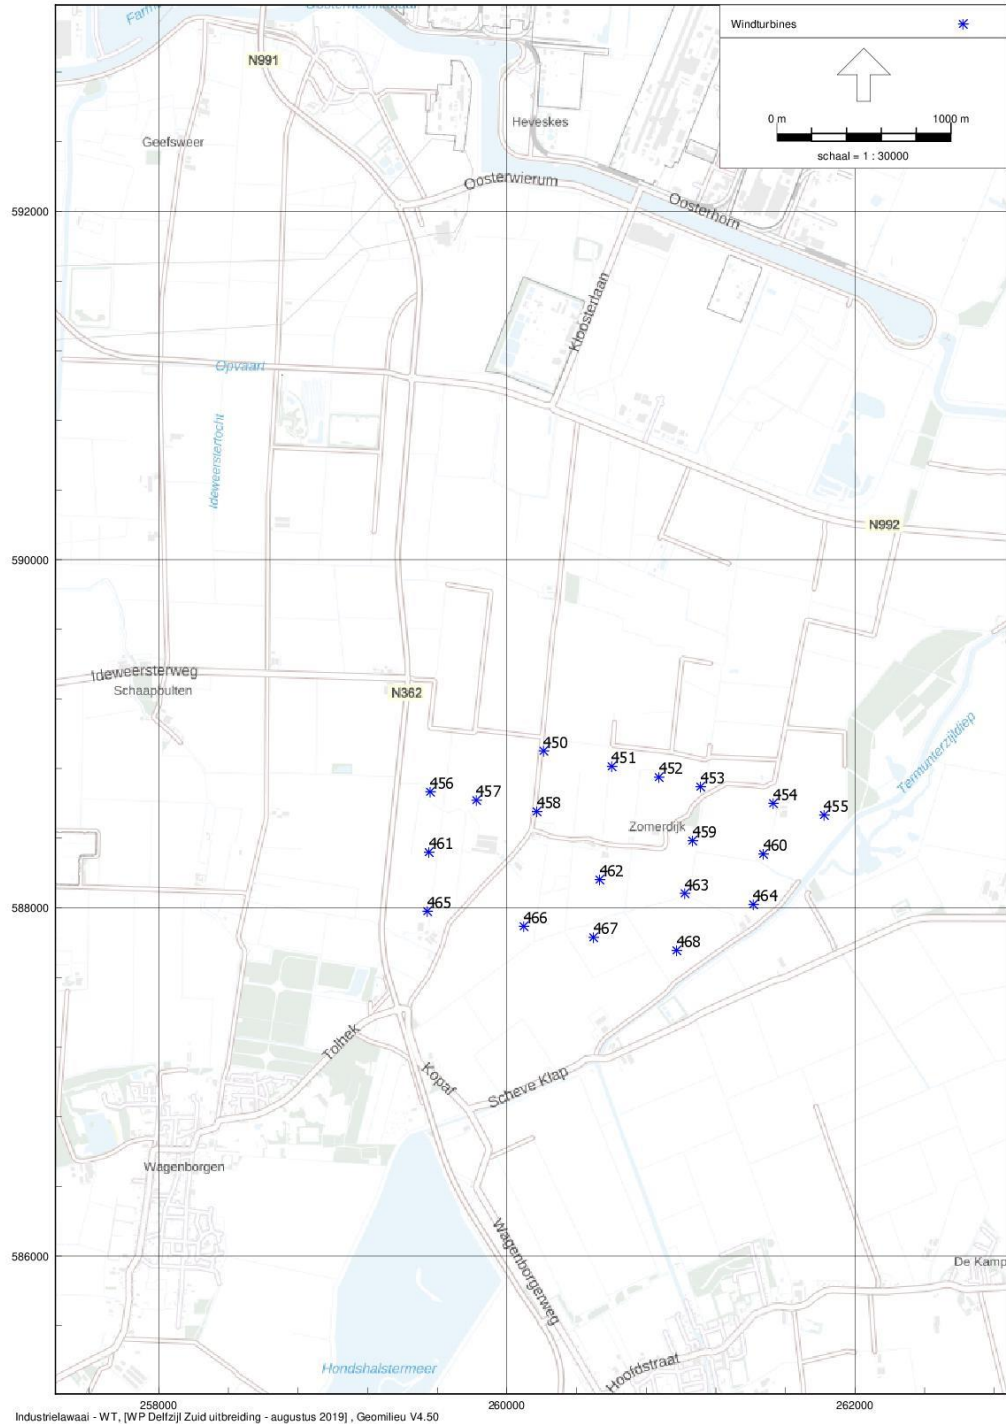 Windturbines
0 m 1000 m
schaal = 1 : 30000
N991
Geefsweer
Heveskes
Oosterwierum
Oosterhorn
592000
Kloosterlaan
Opvaart
Ideweerstertocht
N992
590000
Ideweersterweg
Schaapbulten
N362
Termunterzijldiep
450
451
452
453
454
455
456
457
458
Zomerdijk
459
460
461
462
463
464
588000
465
466
467
468
Tolhek
Kopaf
Scheve Klap
Wagenborgen
Wagenborgerweg
586000
De Kamp
Hondshalstermeer
Hoofdstraat
258000
260000
262000
Industrielawaai - WT, [WP Delfzijl Zuid uitbreiding - augustus 2019] , Geomilieu V4.50